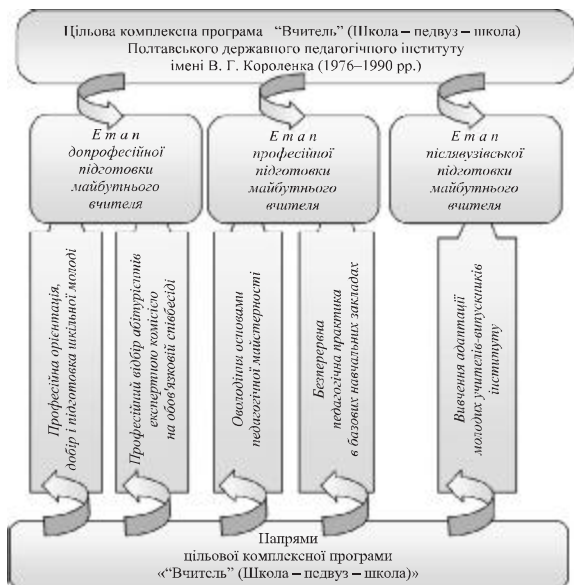 Цільова комплексна програма “Вчитель” (Школа – педвуз – школа)
Полтавського державного педагогічного інституту
імені В. Г. Короленка (1976–1990 рр.)
Етап
допрофесійної
підготовки
майбутнього
вчителя
Етап
професійної
підготовки
майбутнього
вчителя
Етап
післявузівської
підготовки
майбутнього
вчителя
Професійна орієнтація,
добір і підготовка шкільної молоді
Професійний відбір абітурієнтів
експертною комісією
на обов'язковій співбесіді
Оволодіння основами
педагогічної майстерності
Безперервна
педагогічна практика
в базових навчальних закладах
Вивчення адаптації
молодих учителів-випускників
інституту
Напрями
цільової комплексної програми
«“Вчитель” (Школа – педвуз – школа)»